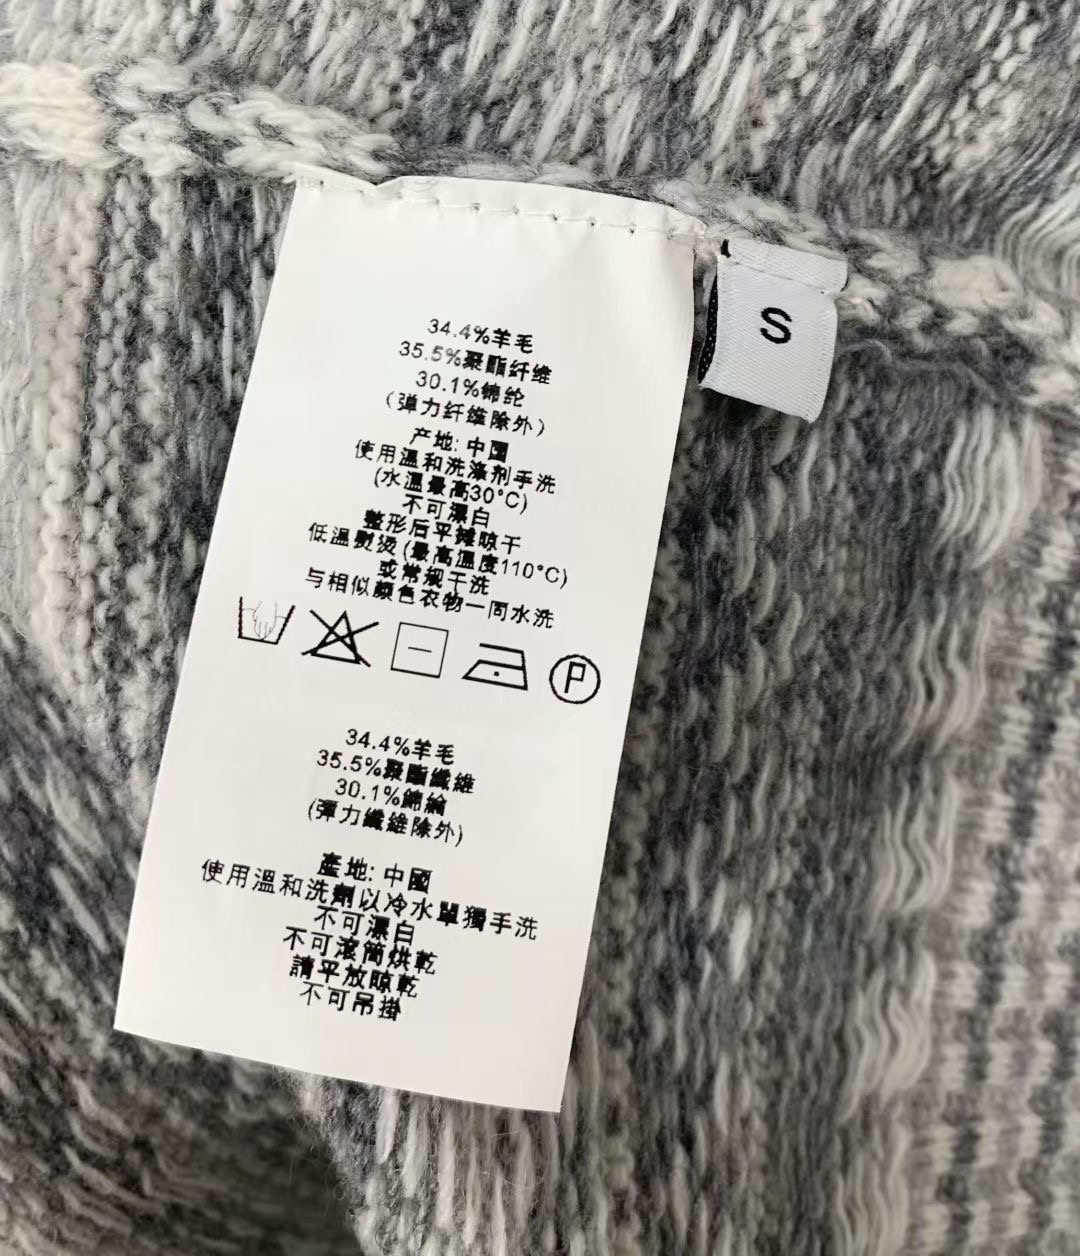 34.4%羊毛
35.5%聚酯纤维
30.1%锦纶
(弹力纤维除外)
产地: 中国
使用温和洗涤剂手洗
(水温最高30°C)
不可漂白
整形后平摊晾干
低温熨烫(最高温度110°C)
或常规干洗
与相似颜色衣物一同水洗
P
34.4%羊毛
35.5%聚酯纖維
30.1%錦綸
(彈力纖維除外)
產地: 中國
使用溫和洗劑以冷水單獨手洗
不可漂白
不可滾筒烘乾
請平放晾乾
不可吊掛
S